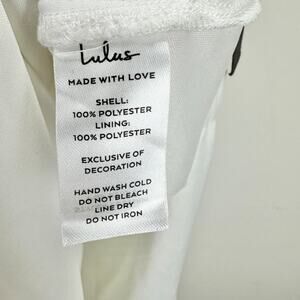 Lulus
MADE WITH LOVE
SHELL:
100% POLYESTER
LINING:
100% POLYESTER
EXCLUSIVE OF
DECORATION
HAND WASH COLD
DO NOT BLEACH
LINE DRY
DO NOT IRON